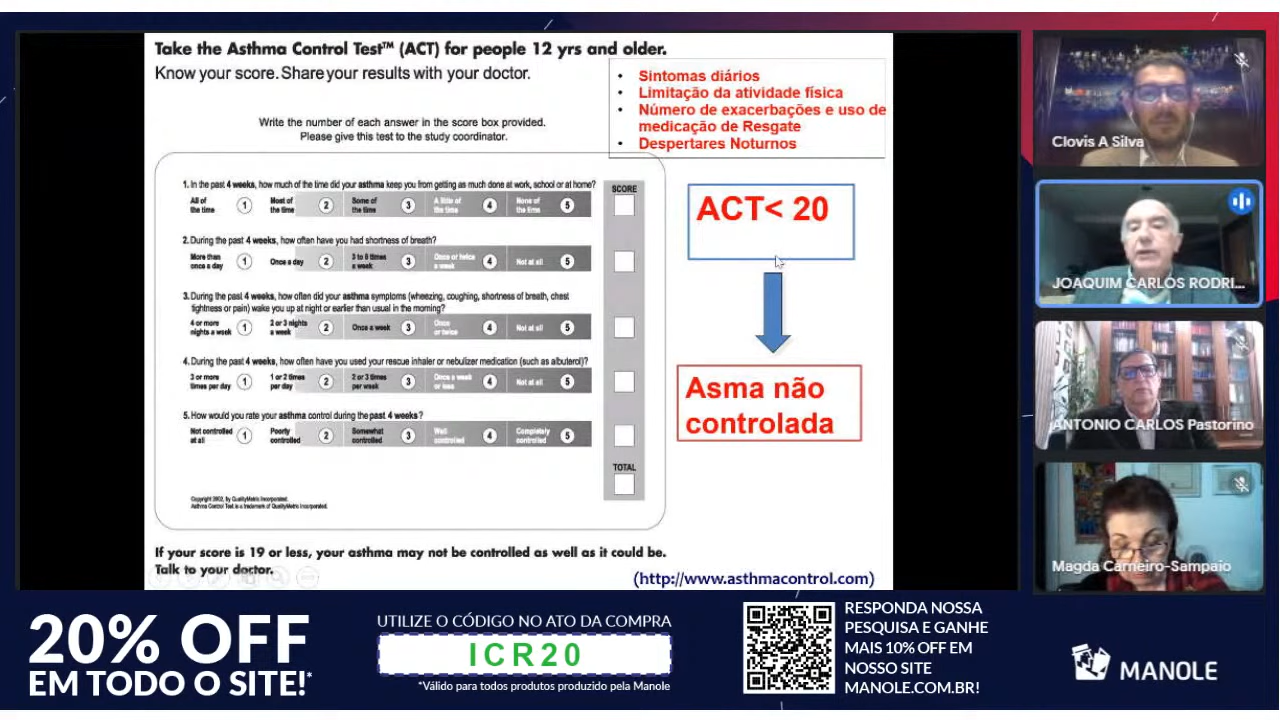 Take the Asthma Control Test™ (ACT) for people 12 yrs and older.
Know your score. Share your results with your doctor.
• Sintomas diários
• Limitação da atividade física
• Número de exacerbações e uso de
medicação de Resgate
• Despertares Noturnos
Write the number of each answer in the score box provided.
Please give this test to the study coordinator.
1. In the past 4 weeks, how much of the time did your asthma keep you from getting as much done at work, school or at home?
SCORE
All of the time 1 Most of the time 2 Some of the time 3 A little of the time 4 None of the time 5
2. During the past 4 weeks, how often have you had shortness of breath?
More than once a day 1 Once a day 2 3 to 6 times a week 3 Once or twice a week 4 Not at all 5
3. During the past 4 weeks, how often did your asthma symptoms (wheezing, coughing, shortness of breath, chest
tightness or pain) wake you up at night or earlier than usual in the morning?
4 or more nights a week 1 2 or 3 nights a week 2 Once a week 3 Once or twice 4 Not at all 5
4. During the past 4 weeks, how often have you used your rescue inhaler or nebulizer medication (such as albuterol)?
3 or more times per day 1 1 or 2 times per day 2 2 or 3 times per week 3 Once a week or less 4 Not at all 5
5. How would you rate your asthma control during the past 4 weeks?
Not controlled at all 1 Poorly controlled 2 Somewhat controlled 3 Well controlled 4 Completely controlled 5
TOTAL
Copyright 2002, by QualityMetric Incorporated.
Asthma Control Test is a trademark of QualityMetric Incorporated.
If your score is 19 or less, your asthma may not be controlled as well as it could be.
Talk to your doctor.
(http://www.asthmacontrol.com)
ACT< 20
Asma não
controlada
Clovis A Silva
JOAQUIM CARLOS RODRI...
ANTONIO CARLOS Pastorino
Magda Carneiro-Sampaio
20% OFF
EM TODO O SITE!*
UTILIZE O CÓDIGO NO ATO DA COMPRA
ICR20
*Válido para todos produtos produzido pela Manole
RESPONDA NOSSA
PESQUISA E GANHE
MAIS 10% OFF EM
NOSSO SITE
MANOLE.COM.BR!
MANOLE